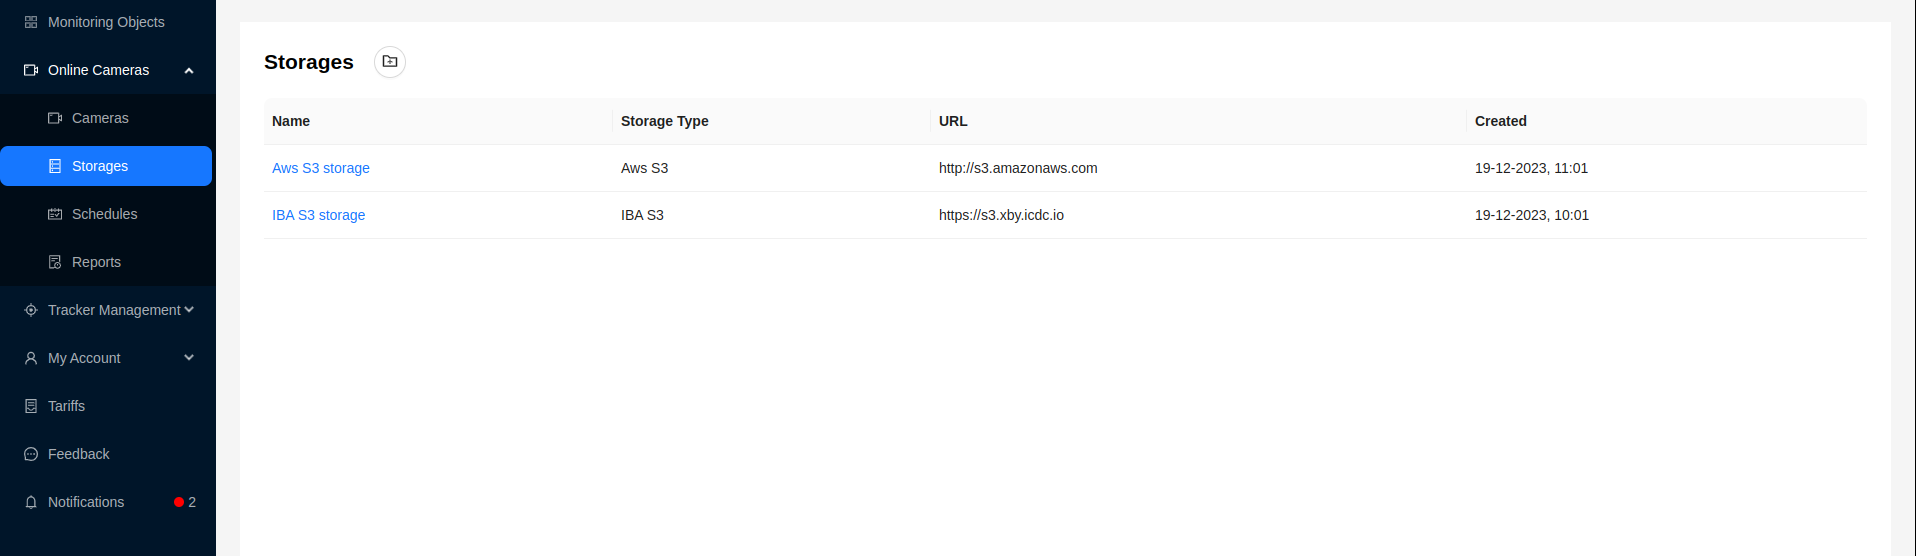 Monitoring Objects
Online Cameras
Cameras
Storages
Schedules
Reports
Tracker Management
My Account
Tariffs
Feedback
Notifications 2
Storages
Name Storage Type URL Created
Aws S3 storage Aws S3 http://s3.amazonaws.com 19-12-2023, 11:01
IBA S3 storage IBA S3 https://s3.xby.icdc.io 19-12-2023, 10:01